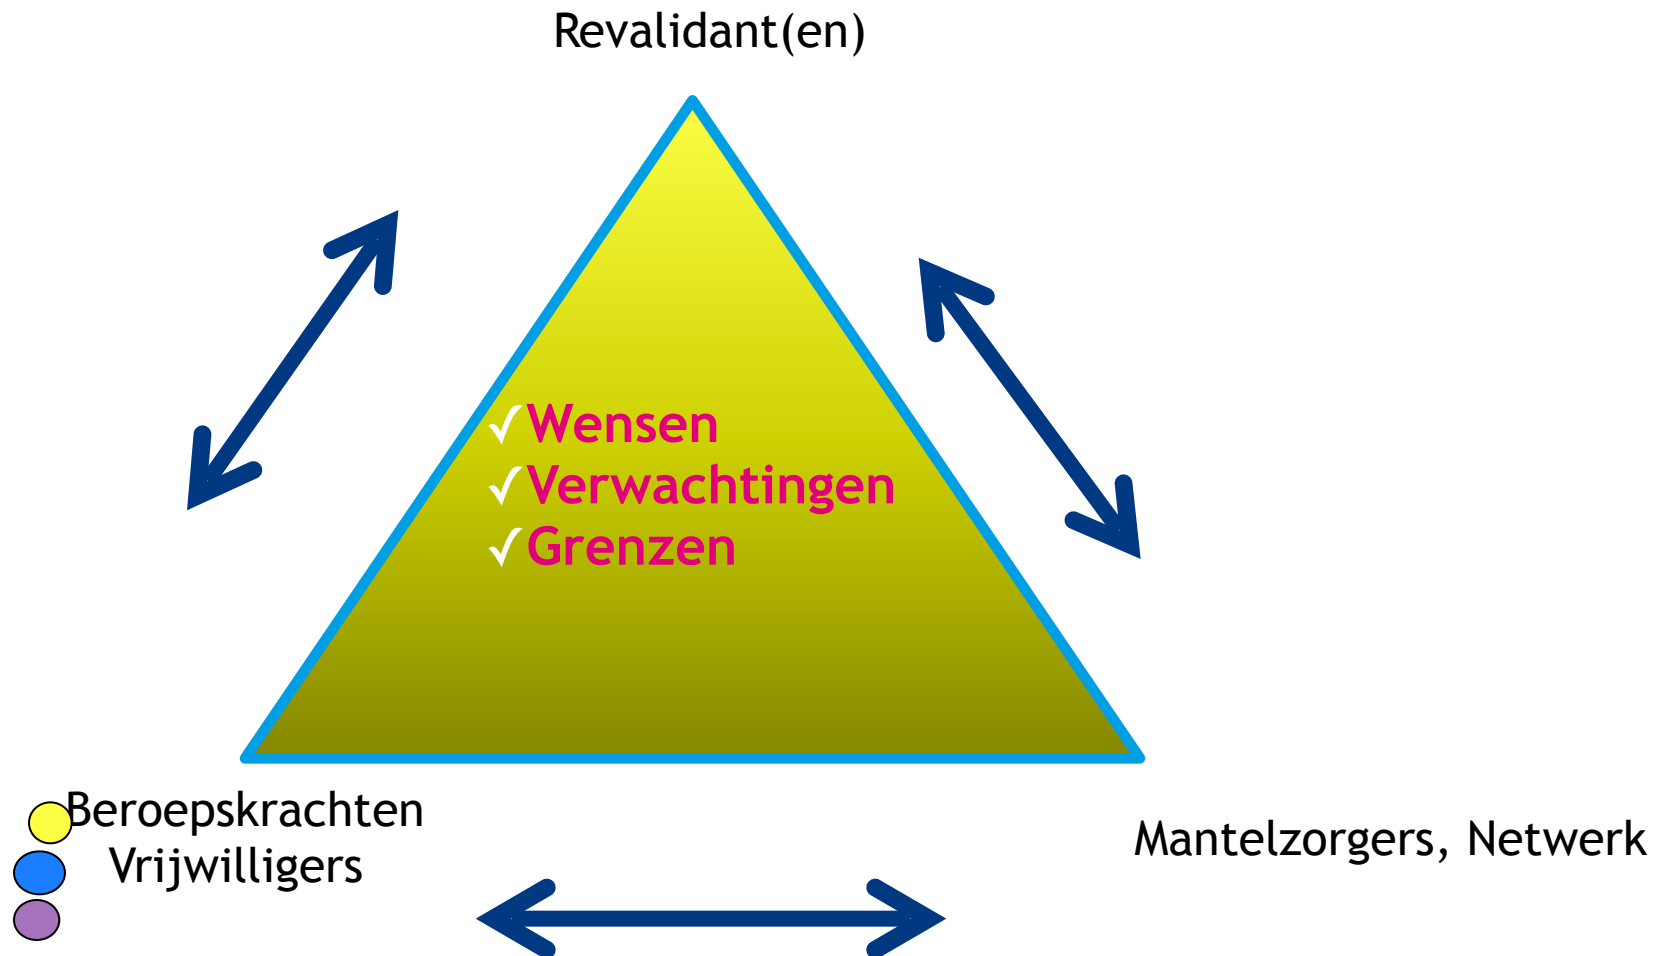 Revalidant(en)
✓Wensen
✓Verwachtingen
✓Grenzen
Beroepskrachten
Vrijwilligers
Mantelzorgers, Netwerk